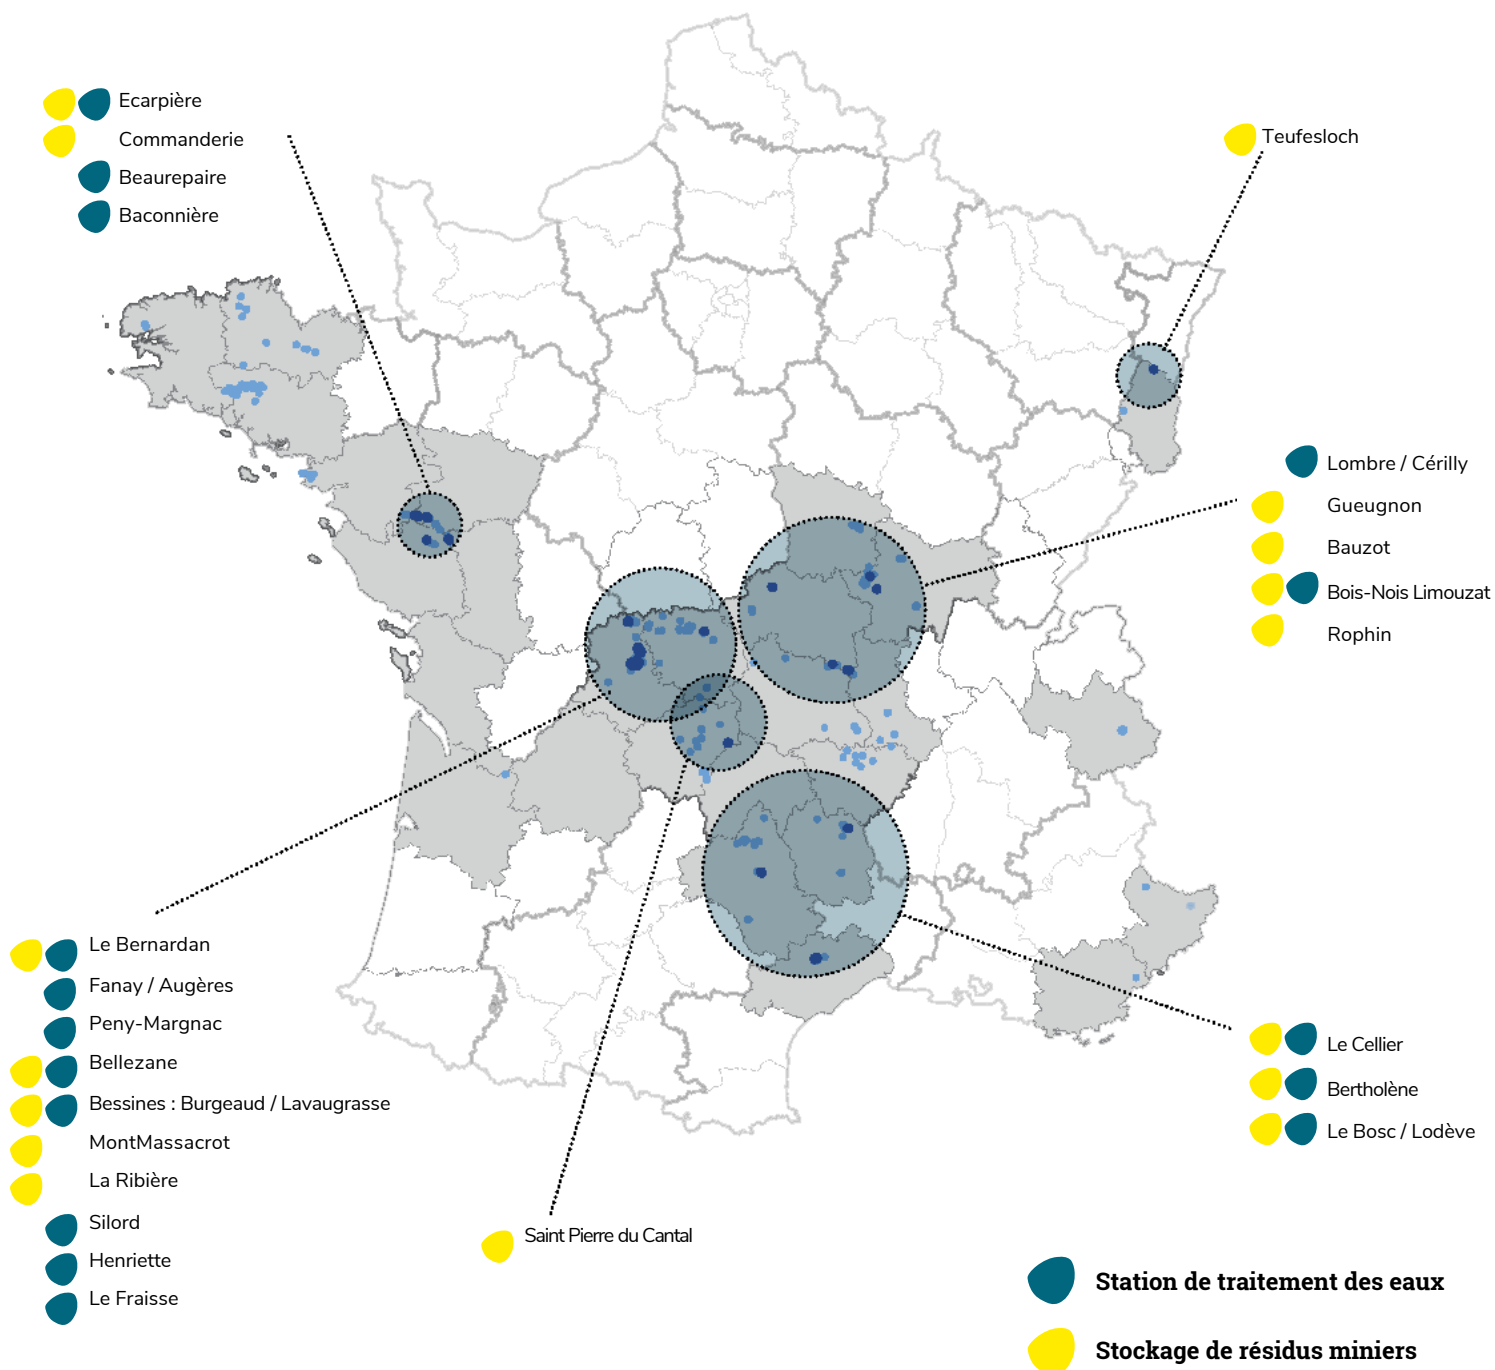 Ecarpière
Commanderie
Beaurepaire
Baconnière
Teufesloch
Lombre / Cérilly
Gueugnon
Bauzot
Bois-Nois Limouzat
Rophin
Le Bernardan
Fanay / Augères
Peny-Margnac
Bellezane
Bessines : Burgeaud / Lavaugrasse
MontMassacrot
La Ribière
Silord
Henriette
Le Fraisse
Saint Pierre du Cantal
Le Cellier
Bertholène
Le Bosc / Lodève
Station de traitement des eaux
Stockage de résidus miniers